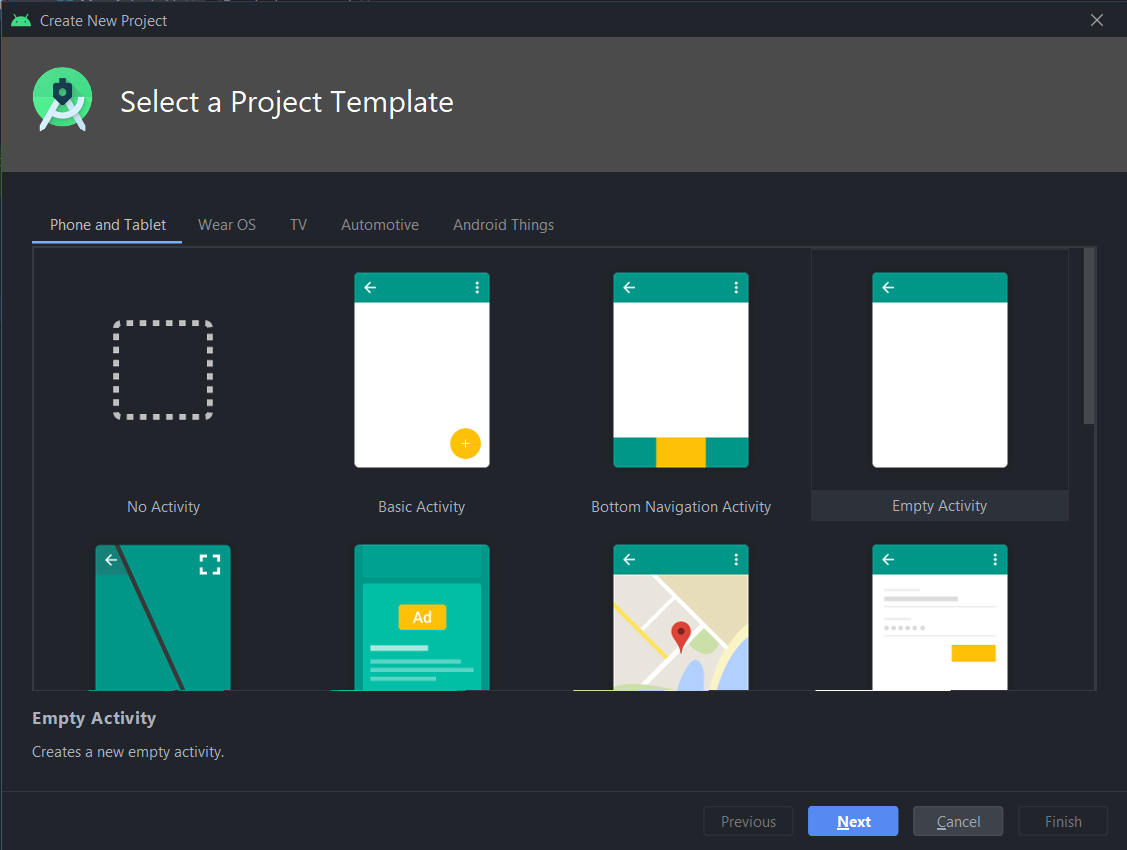 Create New Project
Select a Project Template
Phone and Tablet
Wear OS
TV
Automotive
Android Things
No Activity
Basic Activity
Bottom Navigation Activity
Empty Activity
Ad
Empty Activity
Creates a new empty activity.
Previous
Next
Cancel
Finish